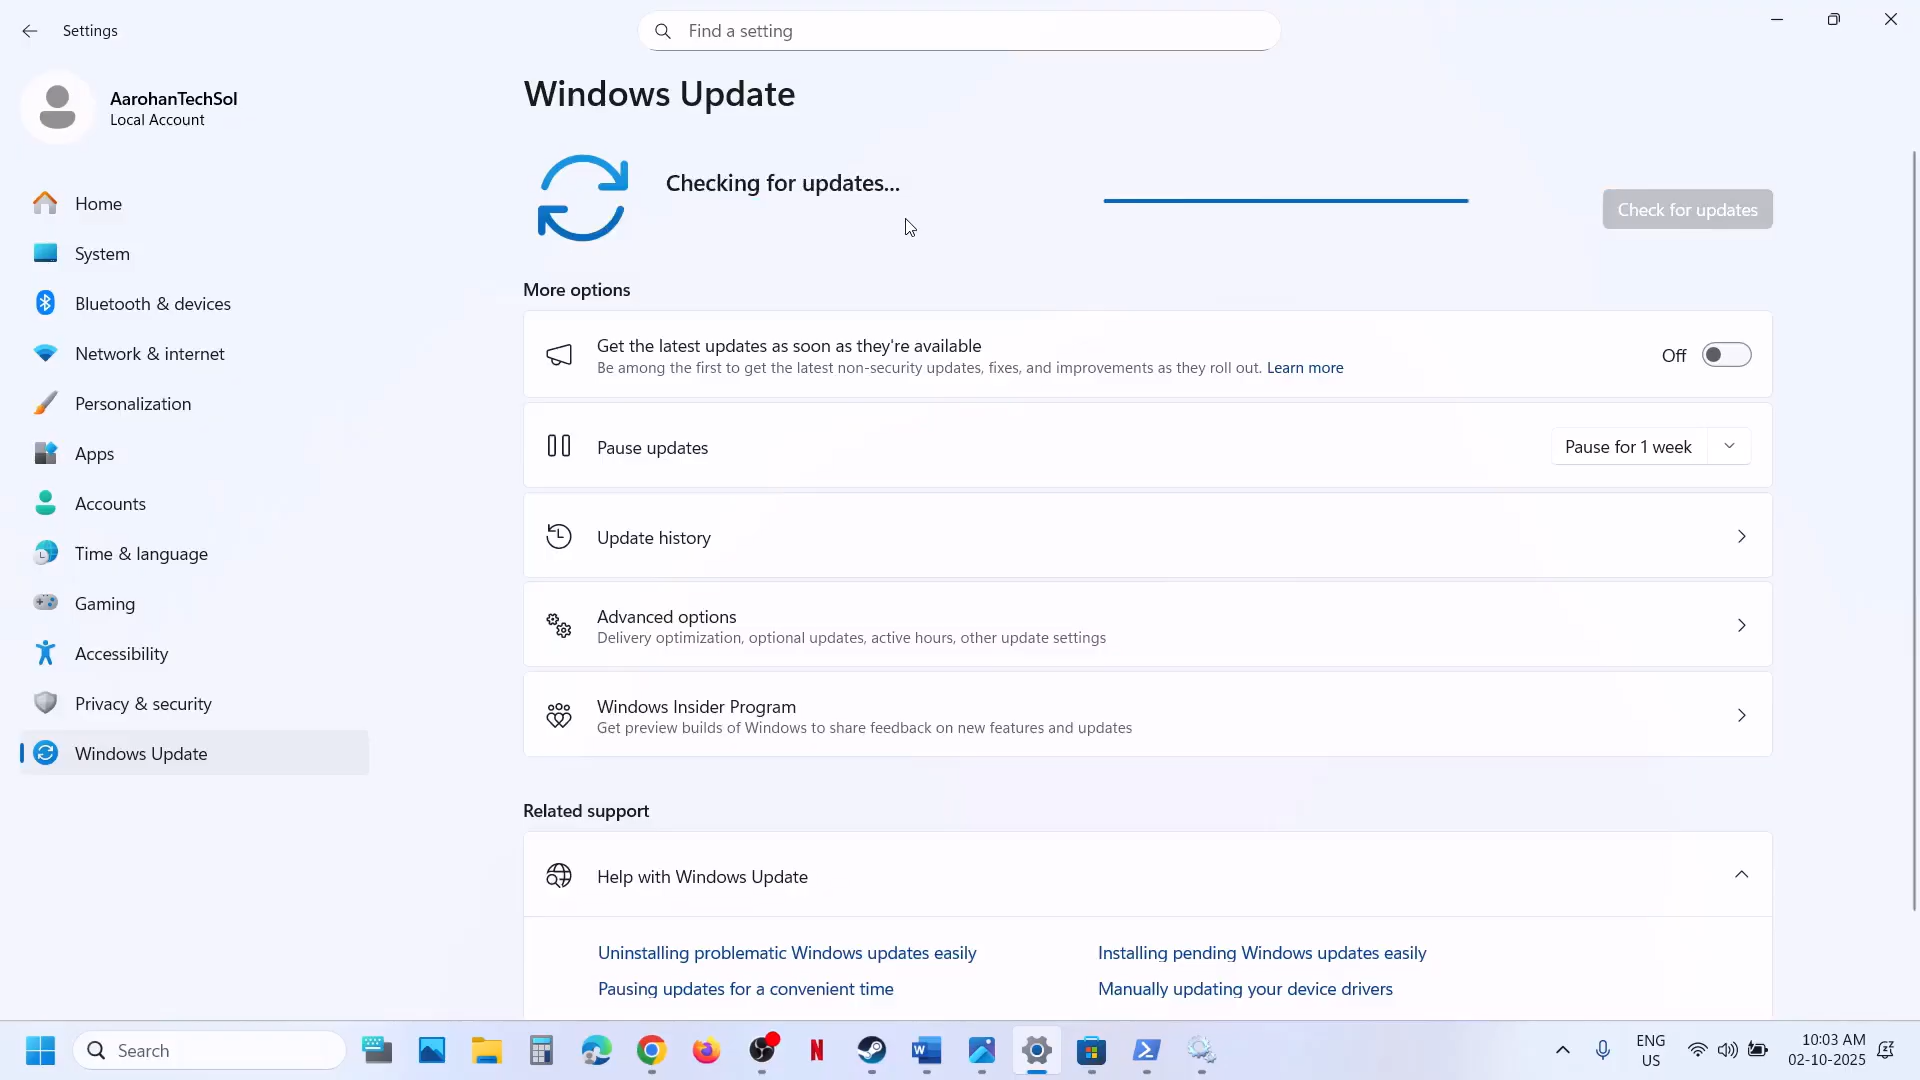 Settings
Find a setting
AarohanTechSol
Local Account
Home
System
Bluetooth & devices
Network & internet
Personalization
Apps
Accounts
Time & language
Gaming
Accessibility
Privacy & security
Windows Update
Windows Update
Checking for updates...
Check for updates
More options
Get the latest updates as soon as they're available
Be among the first to get the latest non-security updates, fixes, and improvements as they roll out. Learn more
Off
Pause updates
Pause for 1 week
Update history
Advanced options
Delivery optimization, optional updates, active hours, other update settings
Windows Insider Program
Get preview builds of Windows to share feedback on new features and updates
Related support
Help with Windows Update
Uninstalling problematic Windows updates easily
Installing pending Windows updates easily
Pausing updates for a convenient time
Manually updating your device drivers
Search
ENG
US
10:03 AM
02-10-2025